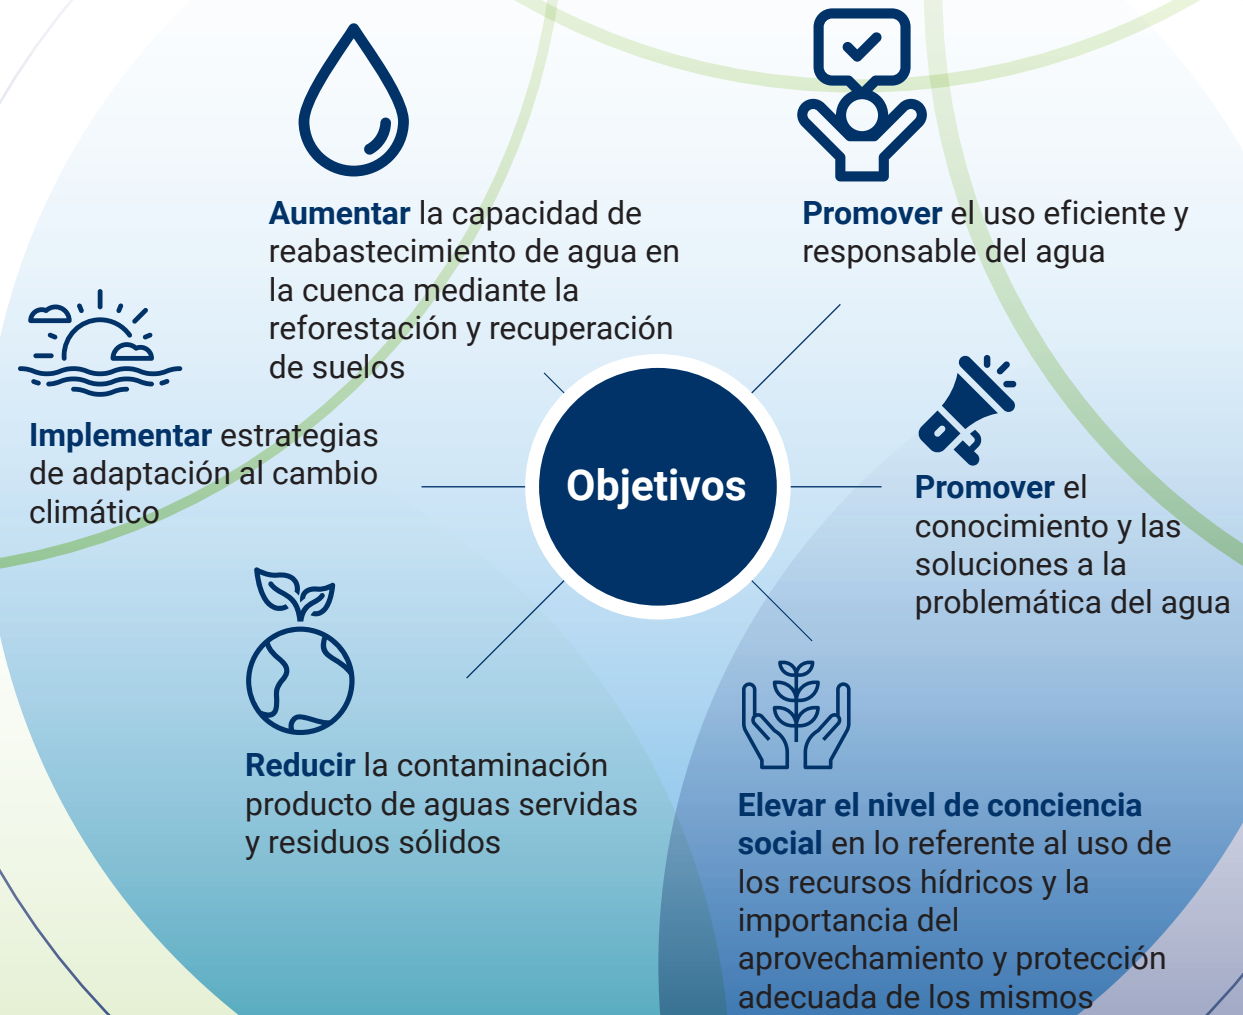 Aumentar la capacidad de
reabastecimiento de agua en
la cuenca mediante la
reforestación y recuperación
de suelos
Promover el uso eficiente y
responsable del agua
Implementar estrategias
de adaptación al cambio
climático
Objetivos
Promover el
conocimiento y las
soluciones a la
problemática del agua
Reducir la contaminación
producto de aguas servidas
y residuos sólidos
Elevar el nivel de conciencia
social en lo referente al uso de
los recursos hídricos y la
importancia del
aprovechamiento y protección
adecuada de los mismos